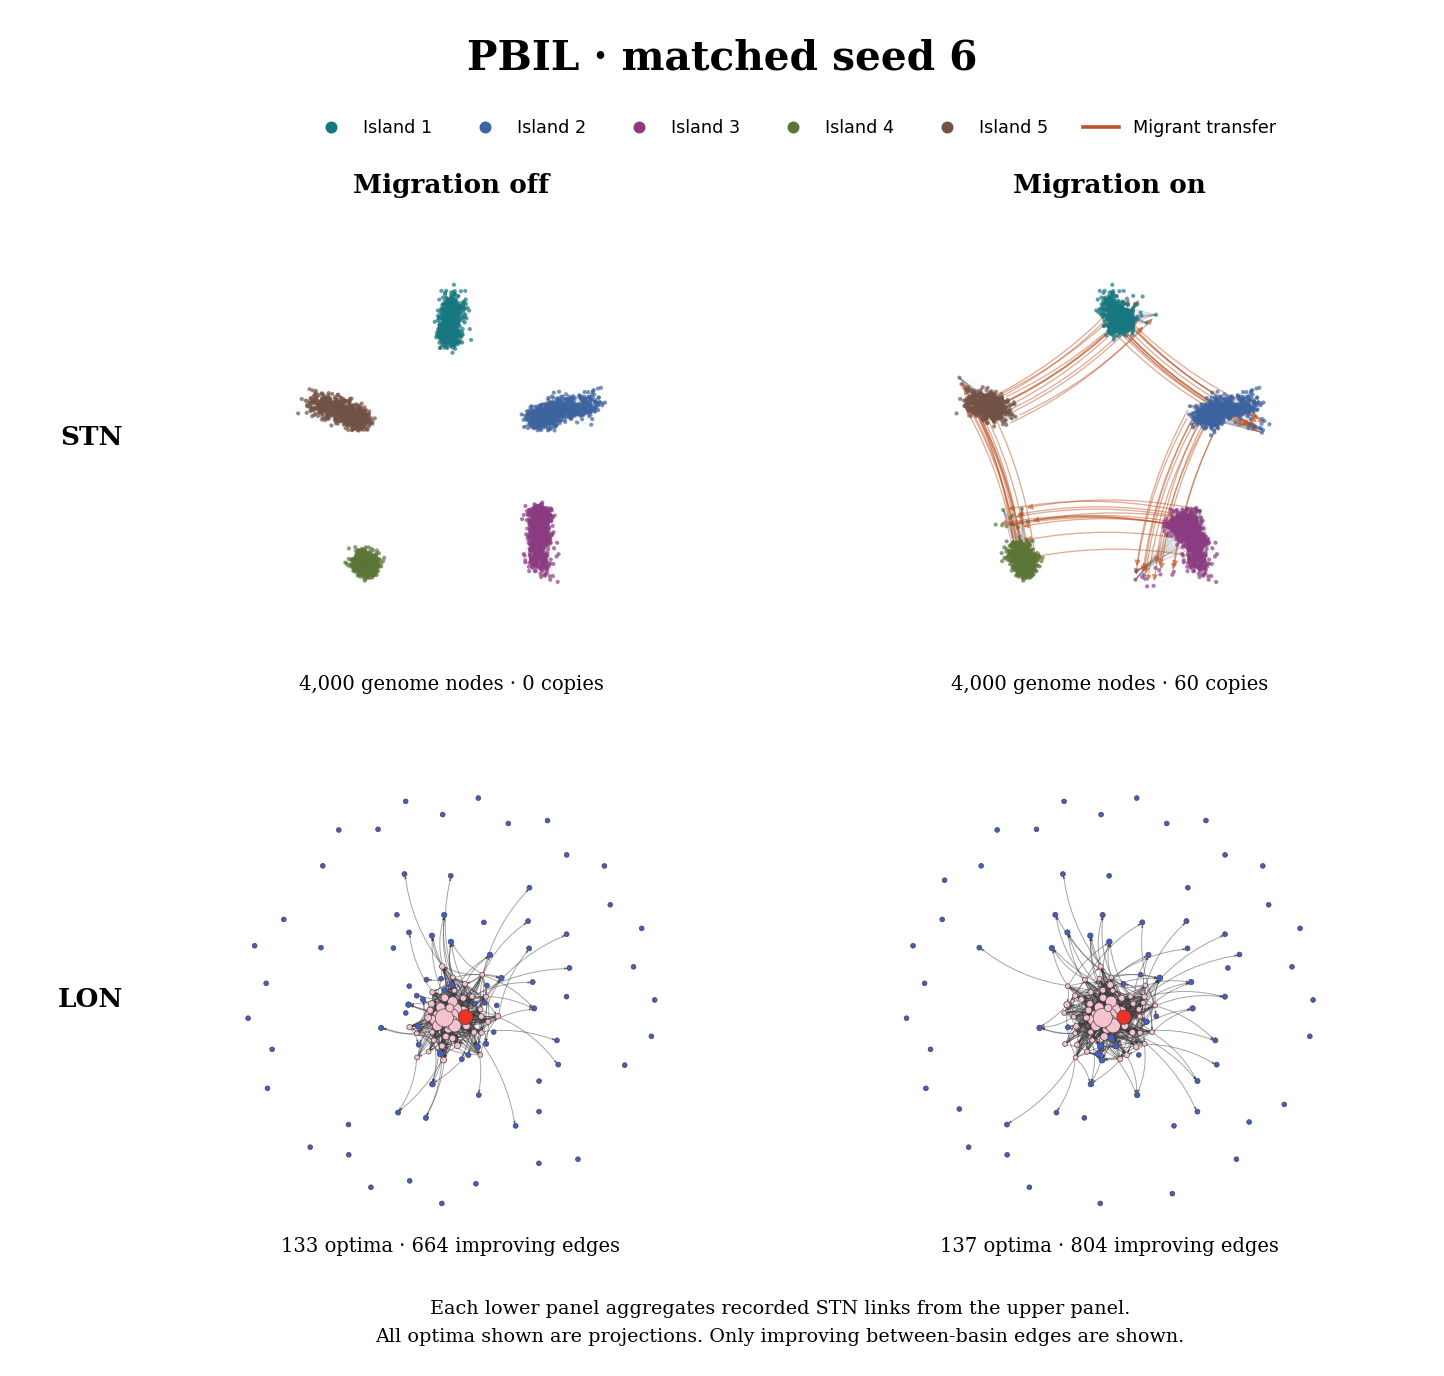 PBIL · matched seed 6
Island 1 Island 2 Island 3 Island 4 Island 5 Migrant transfer
Migration off Migration on
STN
4,000 genome nodes · 0 copies 4,000 genome nodes · 60 copies
LON
133 optima · 664 improving edges 137 optima · 804 improving edges
Each lower panel aggregates recorded STN links from the upper panel.
All optima shown are projections. Only improving between-basin edges are shown.